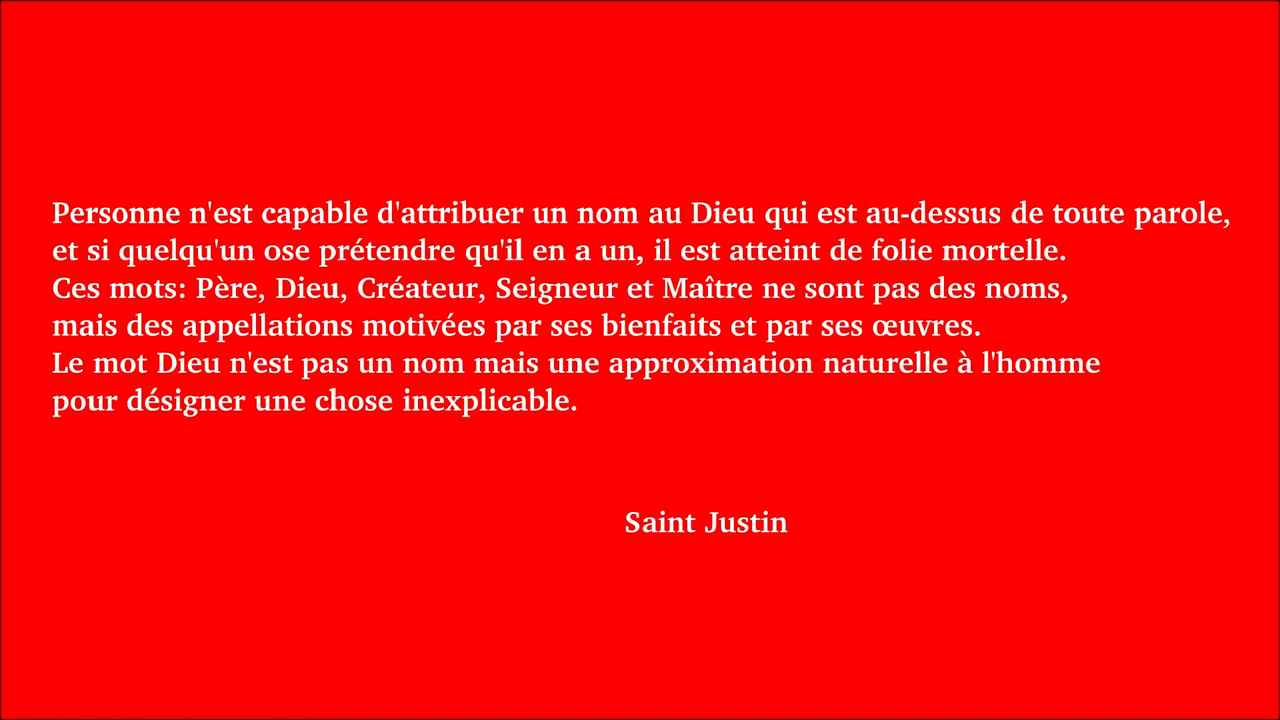 Personne n'est capable d'attribuer un nom au Dieu qui est au-dessus de toute parole,
et si quelqu'un ose prétendre qu'il en a un, il est atteint de folie mortelle.
Ces mots: Père, Dieu, Créateur, Seigneur et Maître ne sont pas des noms,
mais des appellations motivées par ses bienfaits et par ses œuvres.
Le mot Dieu n'est pas un nom mais une approximation naturelle à l'homme
pour désigner une chose inexplicable.
Saint Justin